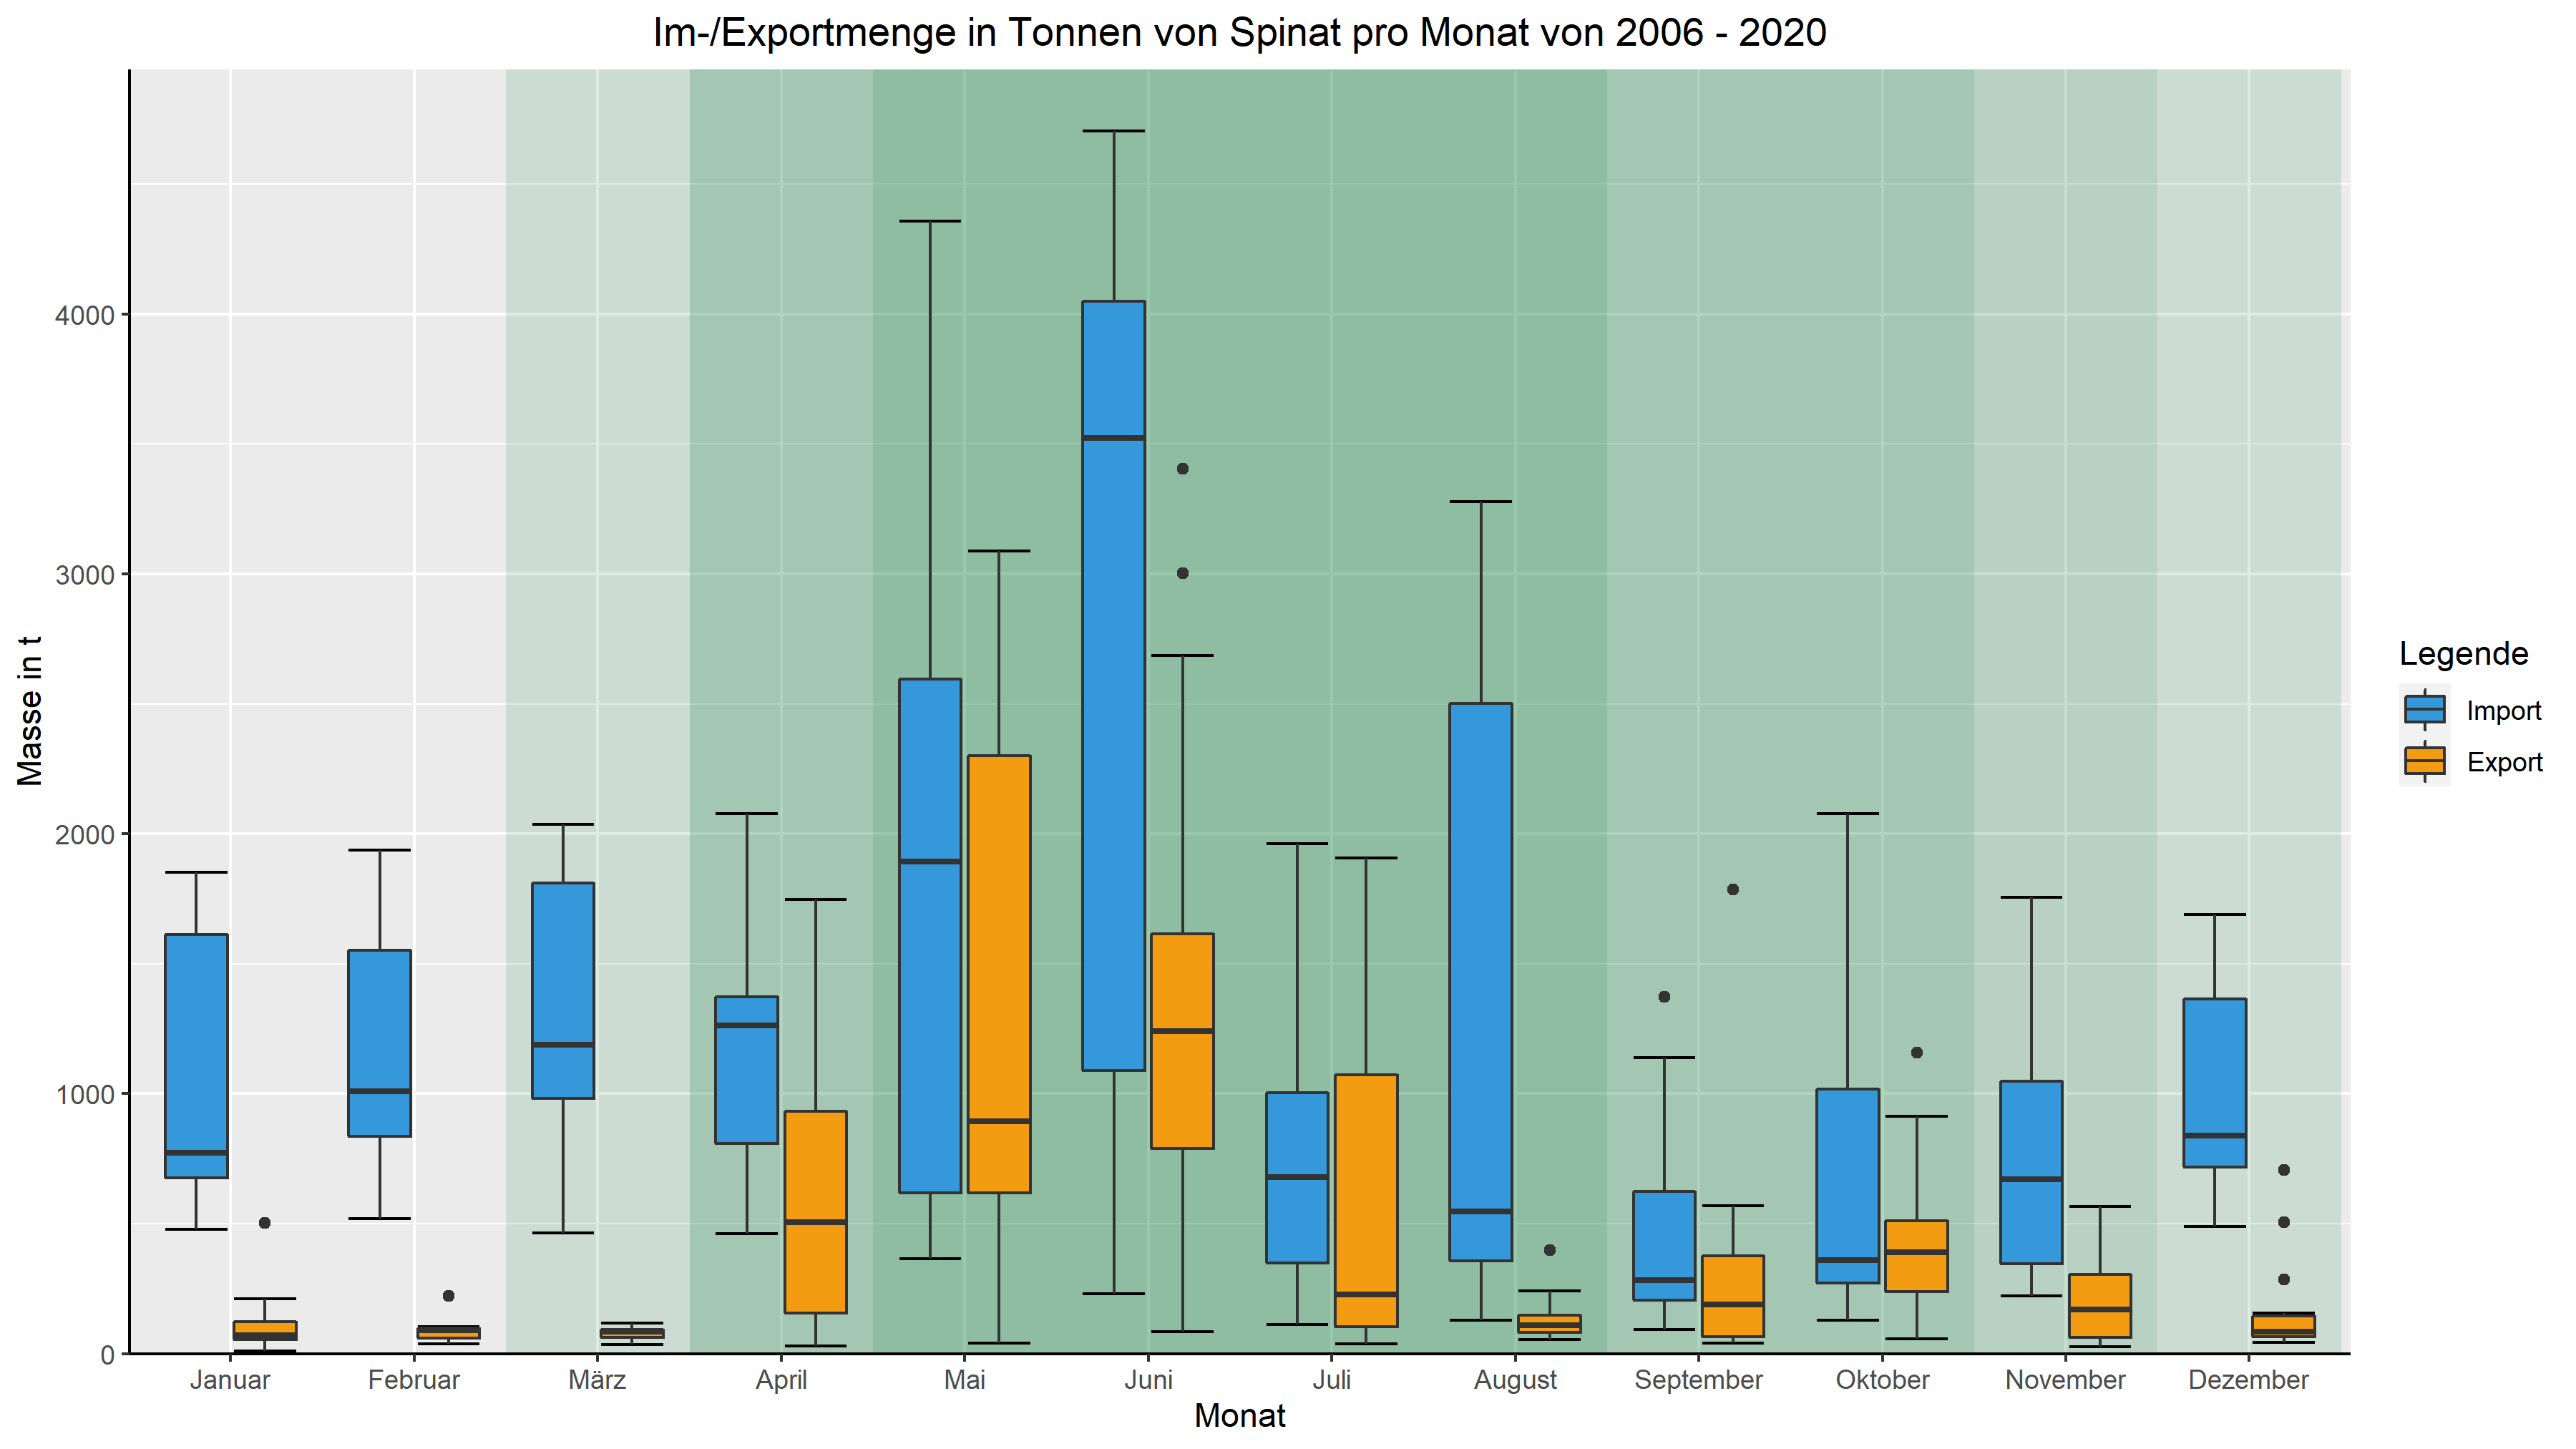 Im-/Exportmenge in Tonnen von Spinat pro Monat von 2006 - 2020
Masse in t
4000
3000
2000
1000
0
Januar Februar März April Mai Juni Juli August September Oktober November Dezember
Monat
Legende
Import
Export